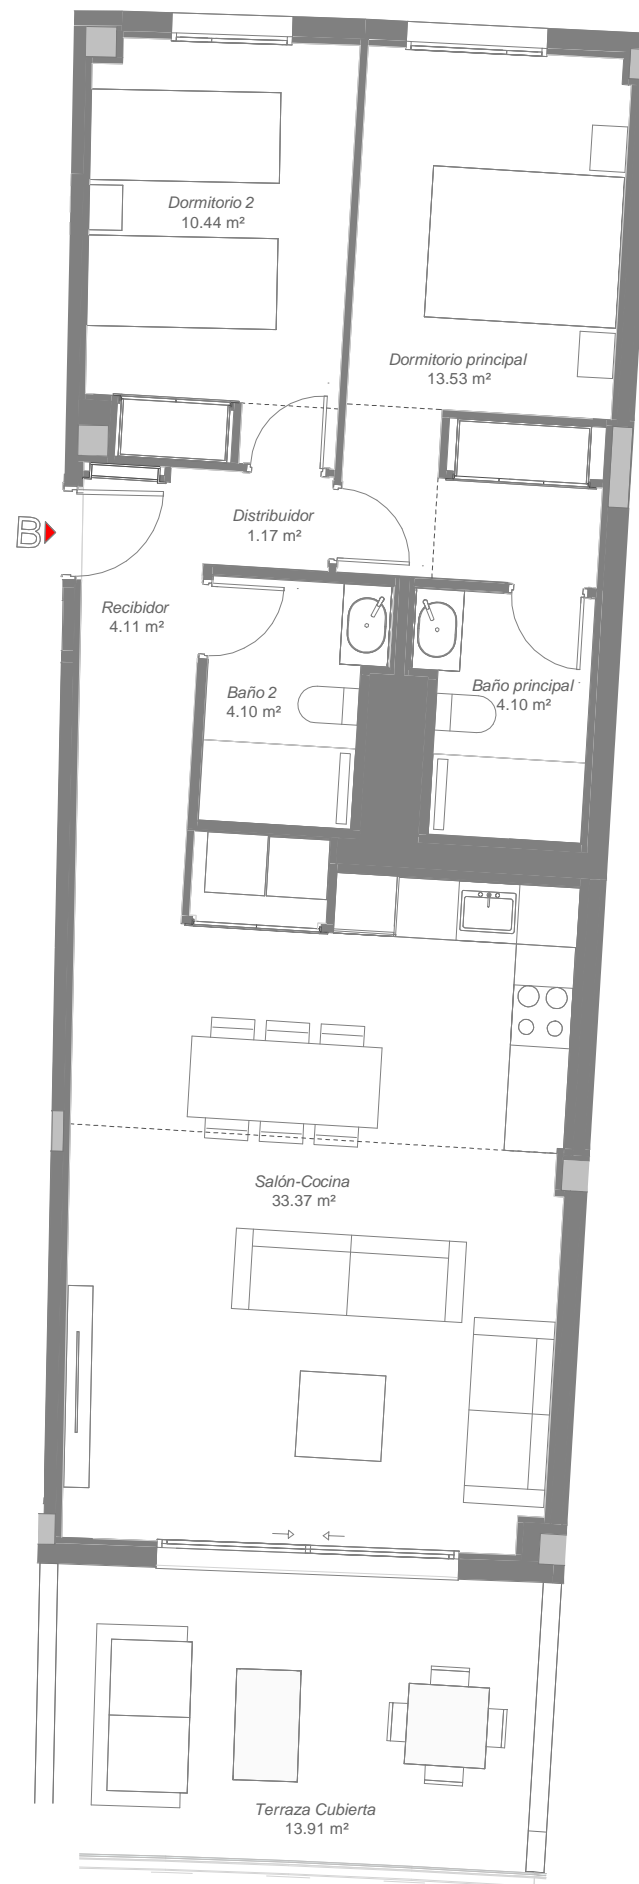 Dormitorio 2
10.44 m²
Dormitorio principal
13.53 m²
Distribuidor
1.17 m²
B
Recibidor
4.11 m²
Baño 2
4.10 m²
Baño principal
4.10 m²
Salón-Cocina
33.37 m²
Terraza Cubierta
13.91 m²